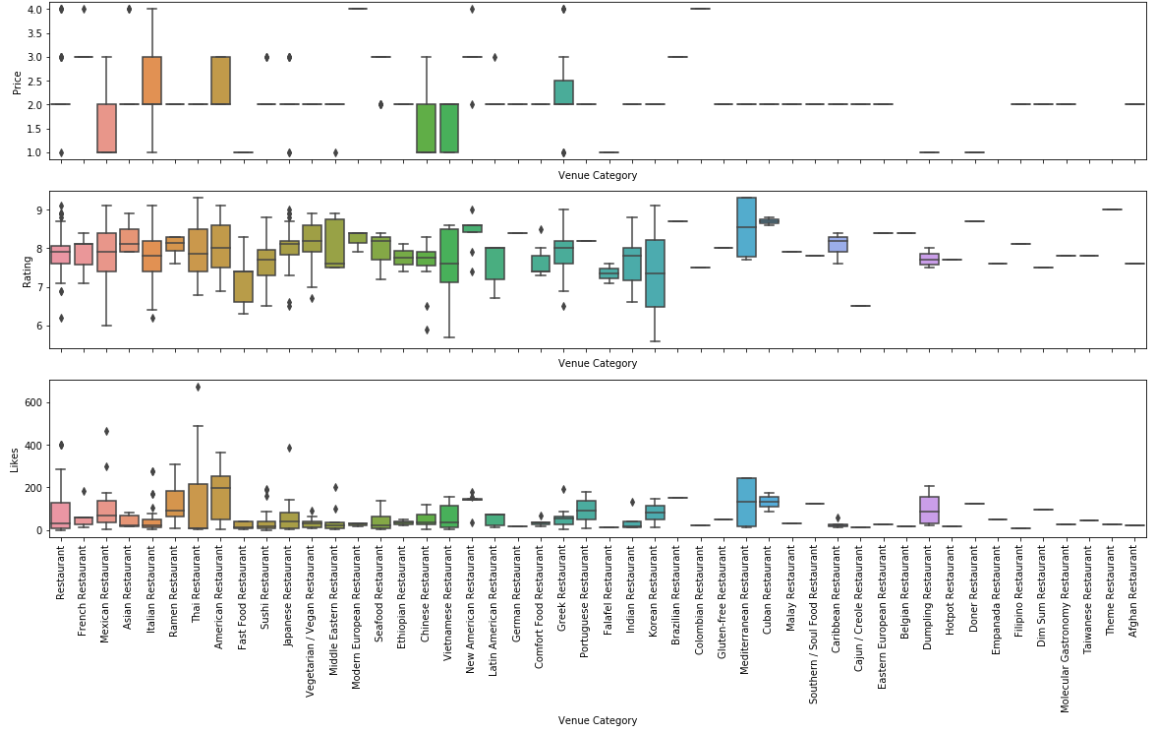 4.0
3.5
3.0
2.5
2.0
1.5
1.0
Price
Venue Category
9
8
7
6
Rating
Venue Category
600
400
200
0
Likes
Restaurant
French Restaurant
Mexican Restaurant
Asian Restaurant
Italian Restaurant
Ramen Restaurant
Thai Restaurant
American Restaurant
Fast Food Restaurant
Sushi Restaurant
Japanese Restaurant
Vegetarian / Vegan Restaurant
Middle Eastern Restaurant
Modern European Restaurant
Seafood Restaurant
Ethiopian Restaurant
Chinese Restaurant
Vietnamese Restaurant
New American Restaurant
Latin American Restaurant
German Restaurant
Comfort Food Restaurant
Greek Restaurant
Portuguese Restaurant
Falafel Restaurant
Indian Restaurant
Korean Restaurant
Brazilian Restaurant
Colombian Restaurant
Gluten-free Restaurant
Mediterranean Restaurant
Cuban Restaurant
Malay Restaurant
Southern / Soul Food Restaurant
Caribbean Restaurant
Cajun / Creole Restaurant
Eastern European Restaurant
Belgian Restaurant
Dumpling Restaurant
Hotpot Restaurant
Doner Restaurant
Empanada Restaurant
Filipino Restaurant
Dim Sum Restaurant
Molecular Gastronomy Restaurant
Taiwanese Restaurant
Theme Restaurant
Afghan Restaurant
Venue Category